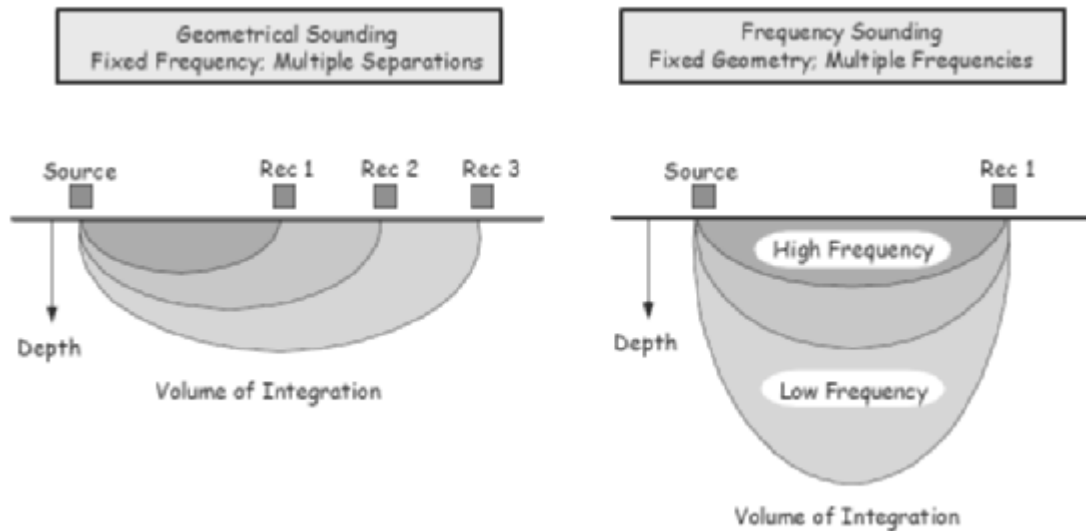 Geometrical Sounding
Fixed Frequency; Multiple Separations
Source
Rec 1
Rec 2
Rec 3
Depth
Volume of Integration
Frequency Sounding
Fixed Geometry; Multiple Frequencies
Source
Rec 1
High Frequency
Depth
Low Frequency
Volume of Integration